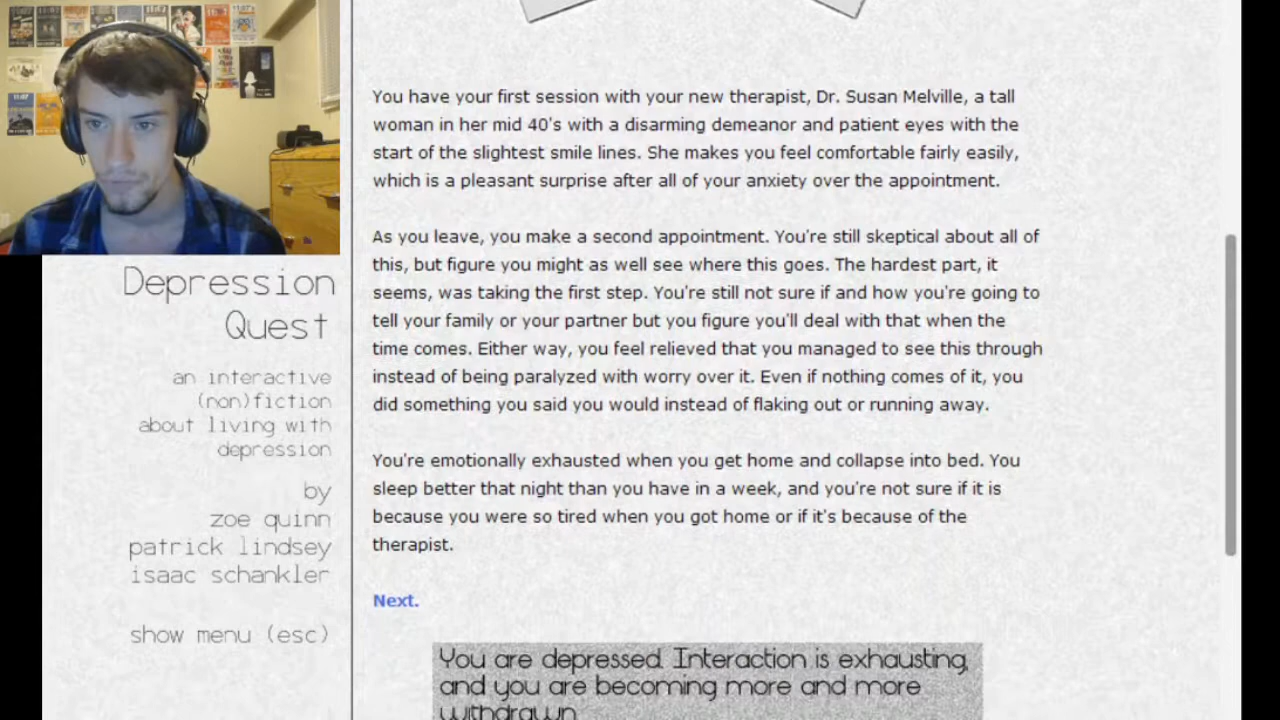 You have your first session with your new therapist, Dr. Susan Melville, a tall
woman in her mid 40's with a disarming demeanor and patient eyes with the
start of the slightest smile lines. She makes you feel comfortable fairly easily,
which is a pleasant surprise after all of your anxiety over the appointment.
As you leave, you make a second appointment. You're still skeptical about all of
this, but figure you might as well see where this goes. The hardest part, it
seems, was taking the first step. You're still not sure if and how you're going to
tell your family or your partner but you figure you'll deal with that when the
time comes. Either way, you feel relieved that you managed to see this through
instead of being paralyzed with worry over it. Even if nothing comes of it, you
did something you said you would instead of flaking out or running away.
You're emotionally exhausted when you get home and collapse into bed. You
sleep better that night than you have in a week, and you're not sure if it is
because you were so tired when you got home or if it's because of the
therapist.
Next.
You are depressed. Interaction is exhausting,
and you are becoming more and more
withdrawn
Depression
Quest
an interactive
(non)fiction
about living with
depression
by
zoe quinn
patrick lindsey
isaac schankler
show menu (esc)